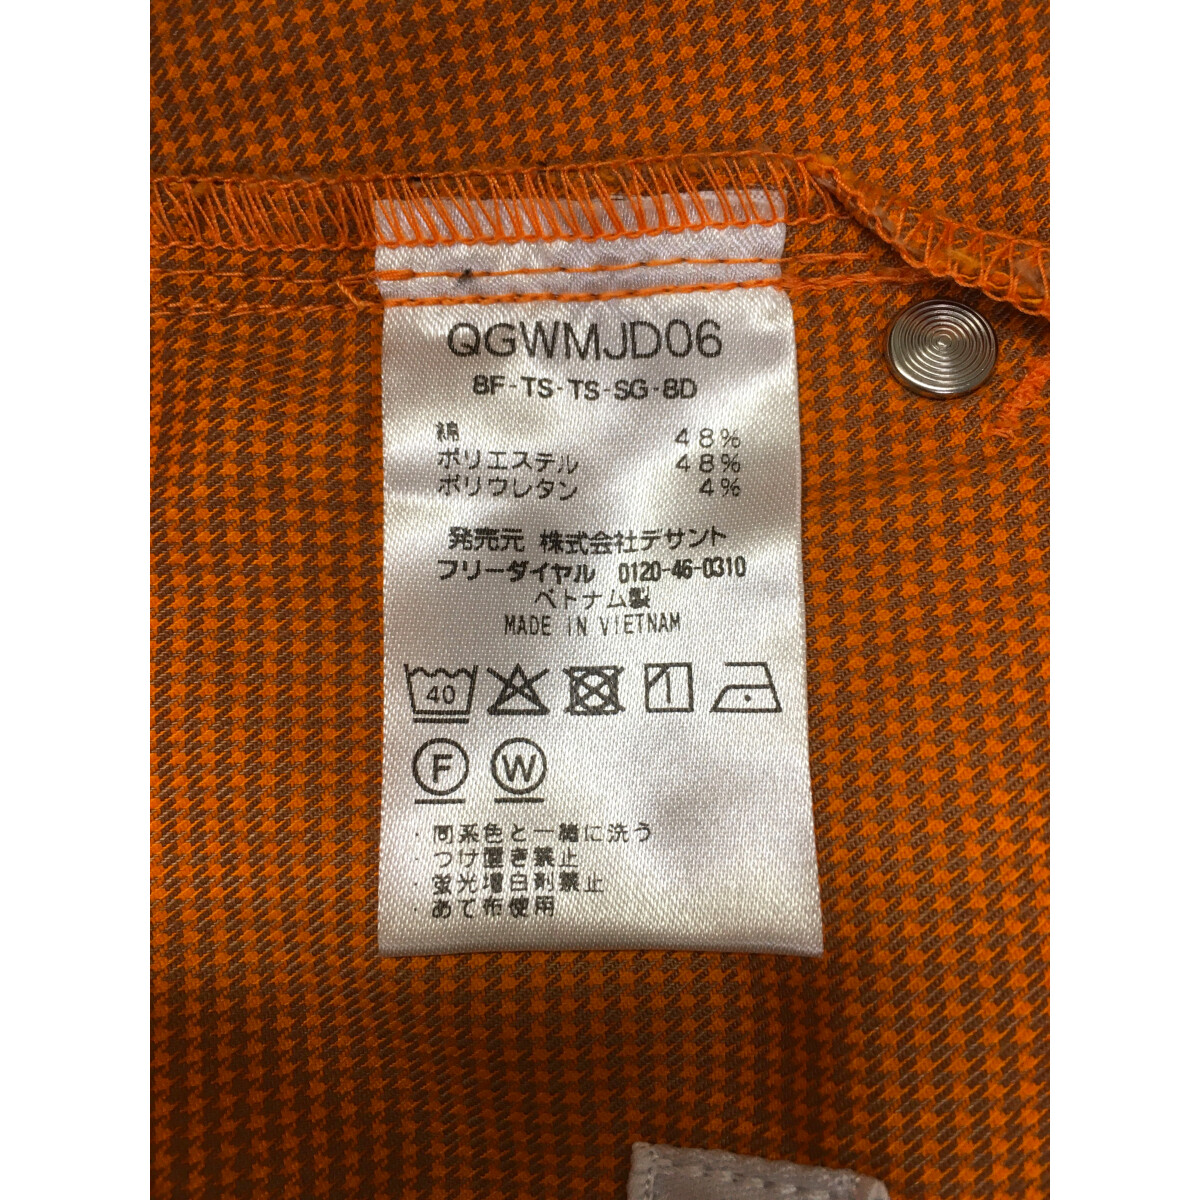 QGWMJD06
8F-TS-TS-SG-8D
綿 48%
ポリエステル 48%
ポリウレタン 4%
発売元 株式会社デサント
フリーダイヤル 0120-46-0310
ベトナム製
MADE IN VIETNAM
40
F W
・同系色と一緒に洗う
・つけ置き禁止
・蛍光増白剤禁止
・あて布使用